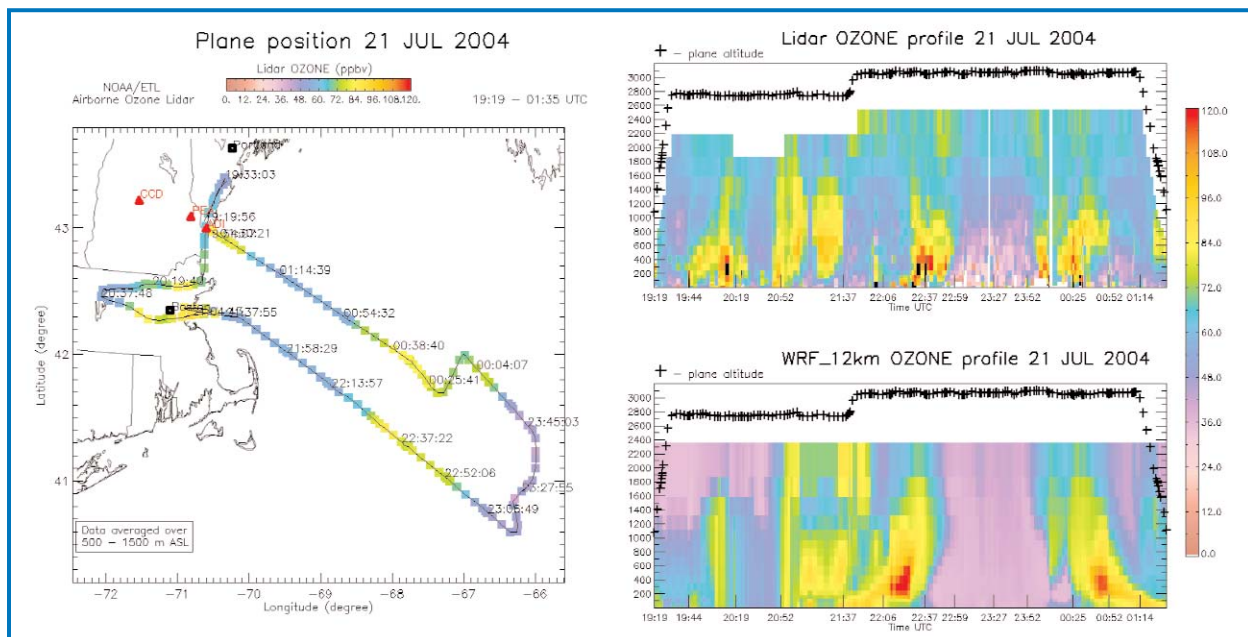 Plane position 21 JUL 2004
Lidar OZONE (ppbv)
NOAA/ETL
Airborne Ozone Lidar
19:19 – 01:35 UTC
0. 12. 24. 36. 48. 60. 72. 84. 96.108.120.
Portland
19:33:03
CCD
19:19:56
01:14:39
20:37:48
00:54:32
21:58:29
00:38:40
00:04:07
22:13:57
00:25:41
23:45:03
22:37:22
22:52:06
Data averaged over
500 – 1500 m ASL
43
42
41
Latitude (degree)
−72 −71 −70 −69 −68 −67 −66
Longitude (degree)
Lidar OZONE profile 21 JUL 2004
+ – plane altitude
3000
2800
2600
2400
2200
2000
1800
1600
1400
1200
1000
800
600
400
200
19:19 19:44 20:19 20:52 21:37 22:06 22:37 22:59 23:27 23:52 00:25 00:52 01:14
Time UTC
WRF_12km OZONE profile 21 JUL 2004
+ – plane altitude
3000
2800
2600
2400
2200
2000
1800
1600
1400
1200
1000
800
600
400
200
19:19 19:44 20:19 20:52 21:37 22:06 22:37 22:59 23:27 23:52 00:25 00:52 01:14
Time UTC
120.0
108.0
96.0
84.0
72.0
60.0
48.0
36.0
24.0
12.0
0.0